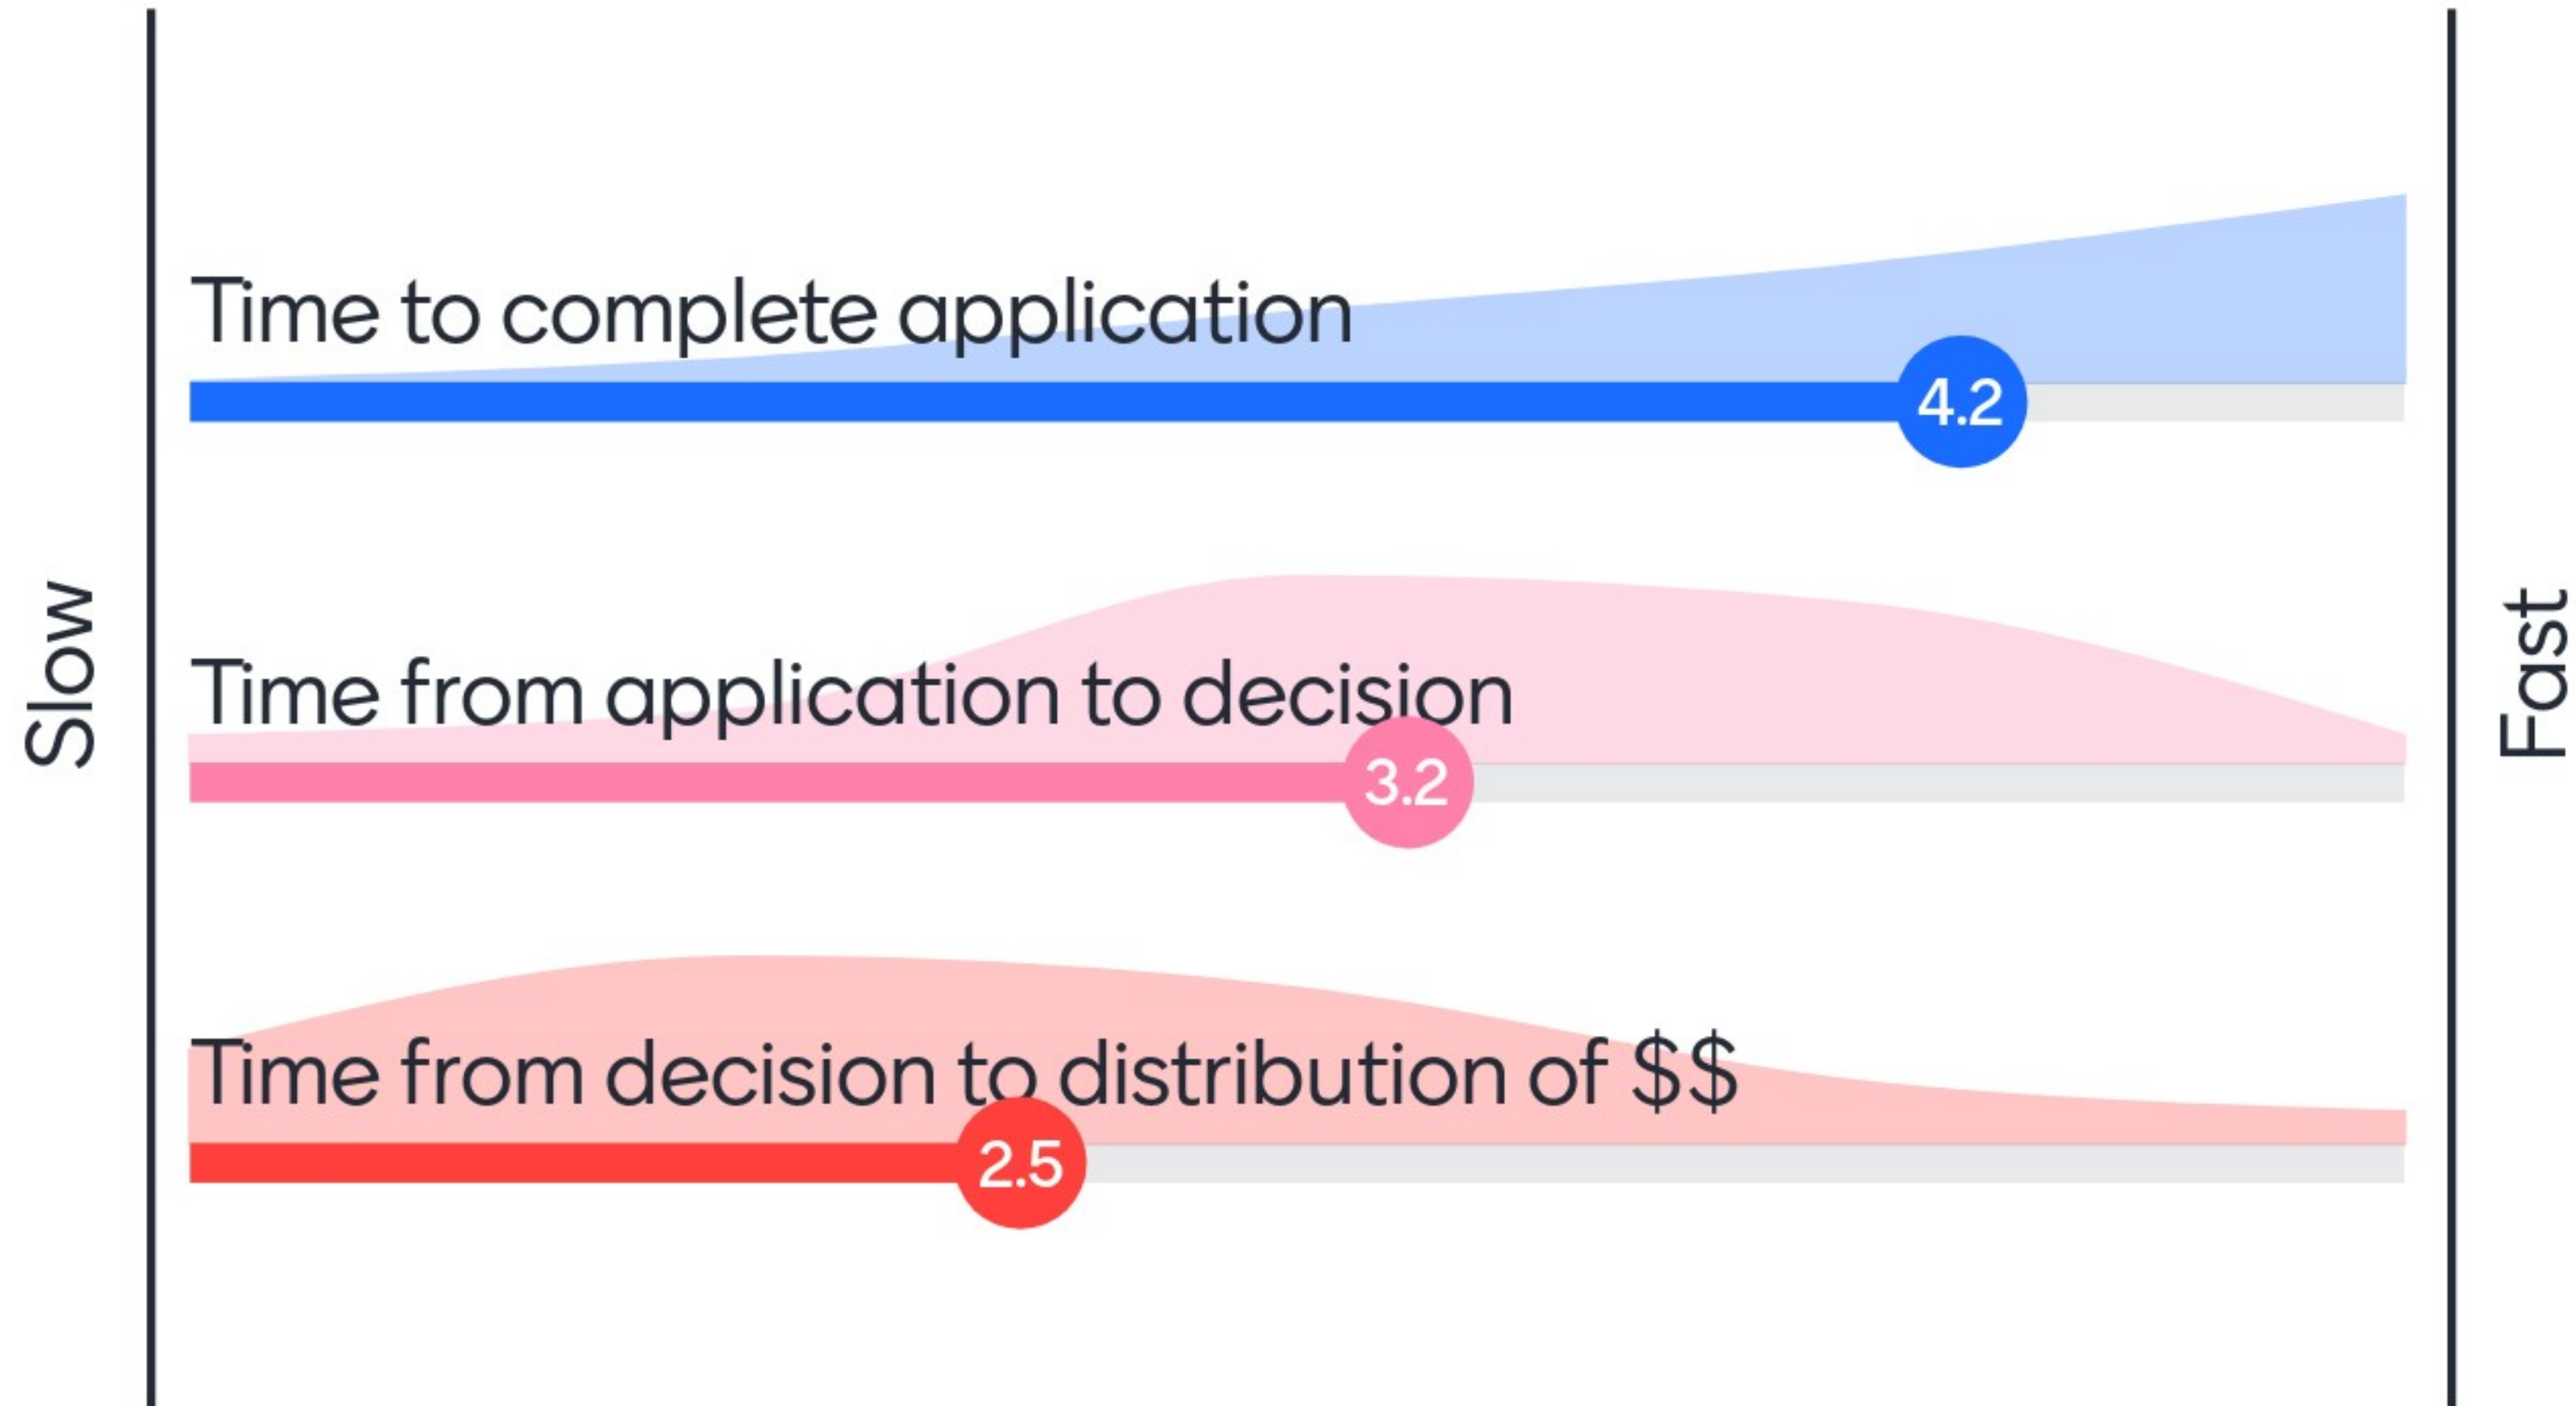 Slow
Time to complete application
4.2
Time from application to decision
3.2
Time from decision to distribution of $$
2.5
Fast